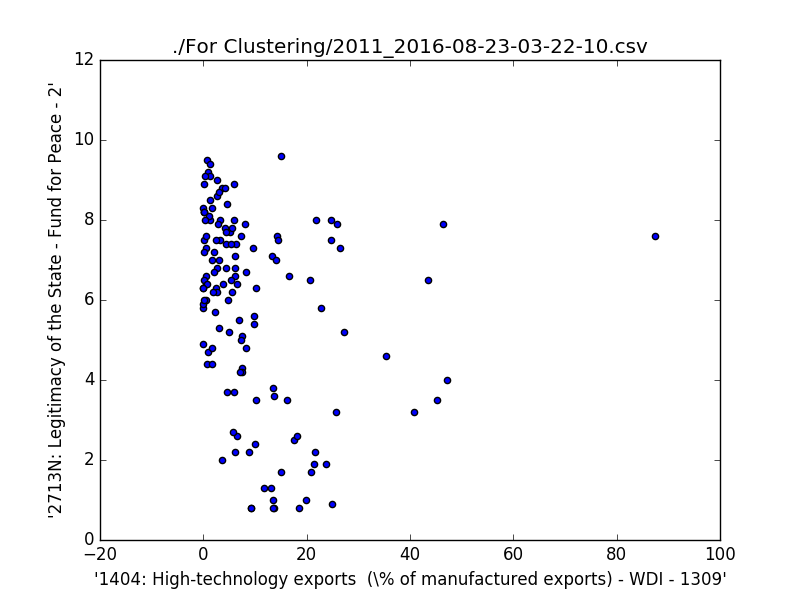 ./For Clustering/2011_2016-08-23-03-22-10.csv
12
10
8
6
4
2
0
'2713N: Legitimacy of the State - Fund for Peace - 2'
−20 0 20 40 60 80 100
'1404: High-technology exports  (\% of manufactured exports) - WDI - 1309'